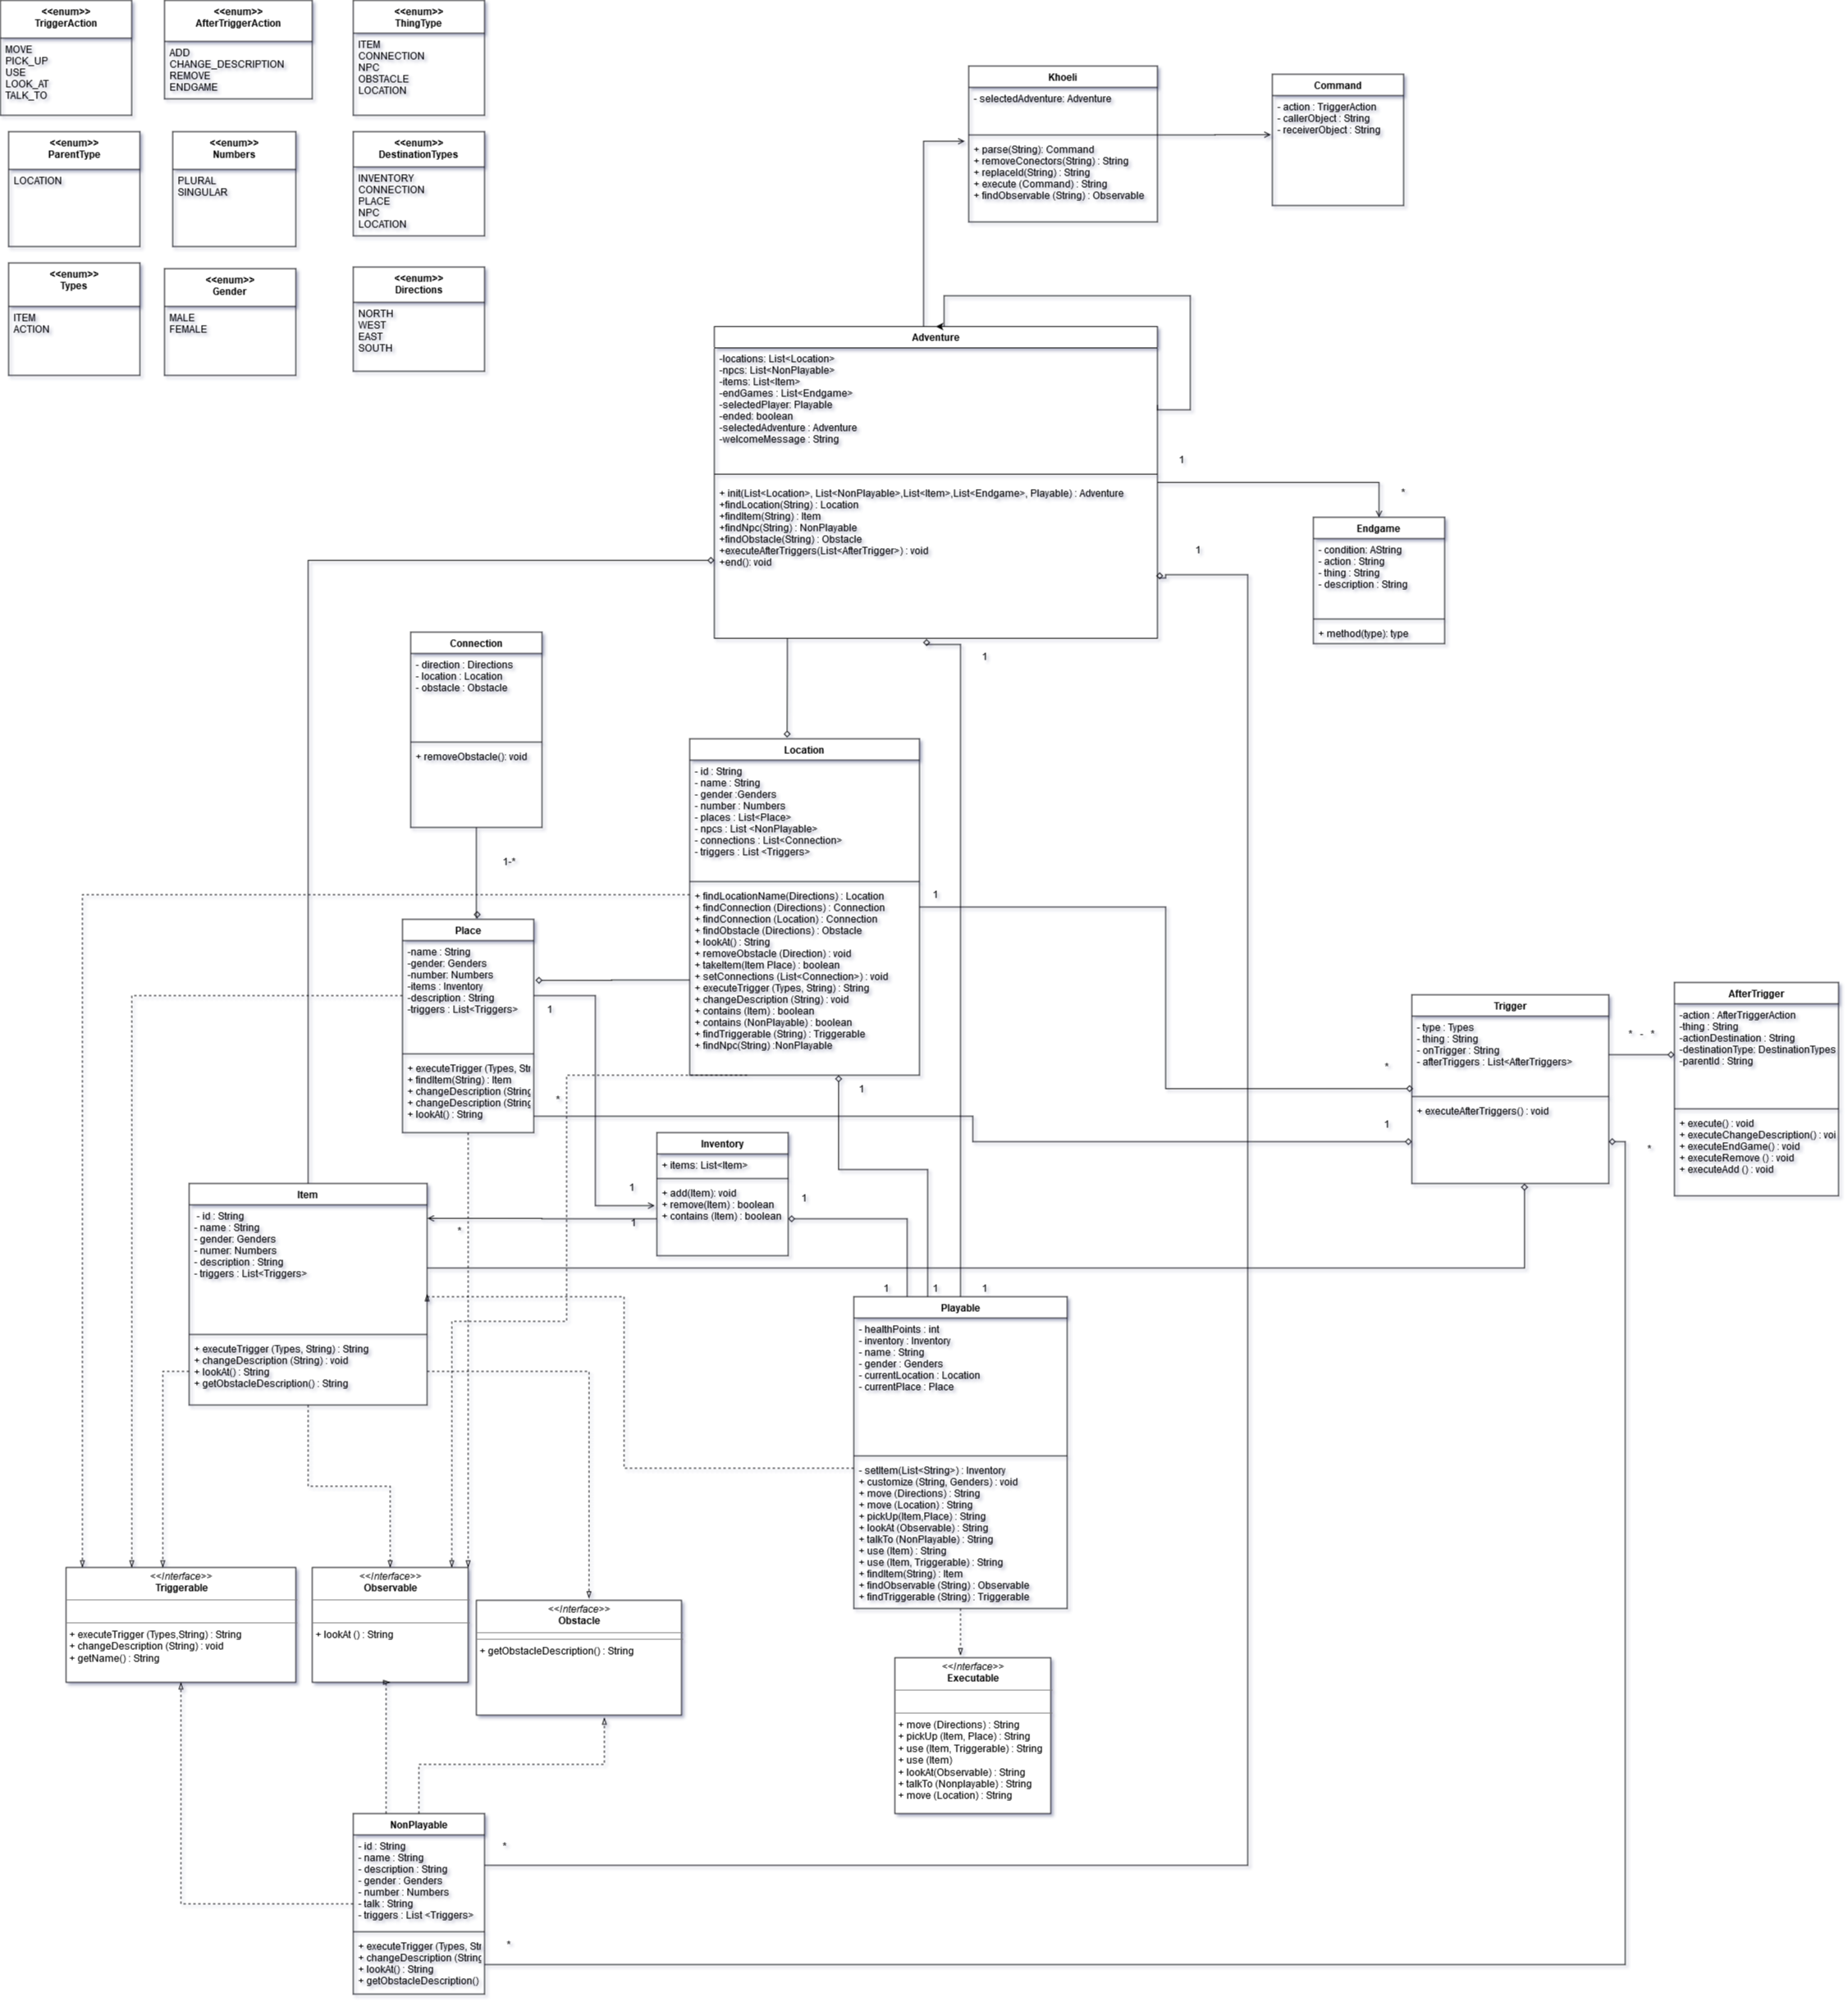 <<enum>>
TriggerAction
MOVE
PICK_UP
USE
LOOK_AT
TALK_TO
<<enum>>
AfterTriggerAction
ADD
CHANGE_DESCRIPTION
REMOVE
ENDGAME
<<enum>>
ThingType
ITEM
CONNECTION
NPC
OBSTACLE
LOCATION
<<enum>>
ParentType
LOCATION
<<enum>>
Numbers
PLURAL
SINGULAR
<<enum>>
DestinationTypes
INVENTORY
CONNECTION
PLACE
NPC
LOCATION
<<enum>>
Types
ITEM
ACTION
<<enum>>
Gender
MALE
FEMALE
<<enum>>
Directions
NORTH
WEST
EAST
SOUTH
Khoeli
- selectedAdventure: Adventure
+ parse(String): Command
+ removeConectors(String) : String
+ replaceId(String) : String
+ execute (Command) : String
+ findObservable (String) : Observable
Command
- action : TriggerAction
- callerObject : String
- receiverObject : String
Adventure
-locations: List<Location>
-npcs: List<NonPlayable>
-items: List<Item>
-endGames : List<Endgame>
-selectedPlayer: Playable
-ended: boolean
-selectedAdventure : Adventure
-welcomeMessage : String
+ init(List<Location>, List<NonPlayable>,List<Item>,List<Endgame>, Playable) : Adventure
+findLocation(String) : Location
+findItem(String) : Item
+findNpc(String) : NonPlayable
+findObstacle(String) : Obstacle
+executeAfterTriggers(List<AfterTrigger>) : void
+end(): void
1
*
1
1
Endgame
- condition: AString
- action : String
- thing : String
- description : String
+ method(type): type
Connection
- direction : Directions
- location : Location
- obstacle : Obstacle
+ removeObstacle(): void
1-*
Location
- id : String
- name : String
- gender :Genders
- number : Numbers
- places : List<Place>
- npcs : List <NonPlayable>
- connections : List<Connection>
- triggers : List <Triggers>
+ findLocationName(Directions) : Location
+ findConnection (Directions) : Connection
+ findConnection (Location) : Connection
+ findObstacle (Directions) : Obstacle
+ lookAt() : String
+ removeObstacle (Direction) : void
+ takeItem(Item Place) : boolean
+ setConnections (List<Connection>) : void
+ executeTrigger (Types, String) : String
+ changeDescription (String) : void
+ contains (Item) : boolean
+ contains (NonPlayable) : boolean
+ findTriggerable (String) : Triggerable
+ findNpc(String) :NonPlayable
1
1
Place
-name : String
-gender: Genders
-number: Numbers
-items : Inventory
-description : String
-triggers : List<Triggers>
+ executeTrigger (Types, Str
+ findItem(String) : Item
+ changeDescription (String
+ changeDescription (String
+ lookAt() : String
1
*
Trigger
- type : Types
- thing : String
- onTrigger : String
- afterTriggers : List<AfterTriggers>
+ executeAfterTriggers() : void
*
1
*
* - *
AfterTrigger
-action : AfterTriggerAction
-thing : String
-actionDestination : String
-destinationType: DestinationTypes
-parentId : String
+ execute() : void
+ executeChangeDescription() : voi
+ executeEndGame() : void
+ executeRemove () : void
+ executeAdd () : void
Inventory
+ items: List<Item>
+ add(Item): void
+ remove(Item) : boolean
+ contains (Item) : boolean
1
1
1
*
Item
- id : String
- name : String
- gender: Genders
- numer: Numbers
- description : String
- triggers : List<Triggers>
+ executeTrigger (Types, String) : String
+ changeDescription (String) : void
+ lookAt() : String
+ getObstacleDescription() : String
1
1
1
Playable
- healthPoints : int
- inventory : Inventory
- name : String
- gender : Genders
- currentLocation : Location
- currentPlace : Place
- setItem(List<String>) : Inventory
+ customize (String, Genders) : void
+ move (Directions) : String
+ move (Location) : String
+ pickUp(Item,Place) : String
+ lookAt (Observable) : String
+ talkTo (NonPlayable) : String
+ use (Item) : String
+ use (Item, Triggerable) : String
+ findItem(String) : Item
+ findObservable (String) : Observable
+ findTriggerable (String) : Triggerable
<<Interface>>
Triggerable
+ executeTrigger (Types,String) : String
+ changeDescription (String) : void
+ getName() : String
<<Interface>>
Observable
+ lookAt () : String
<<Interface>>
Obstacle
+ getObstacleDescription() : String
<<Interface>>
Executable
+ move (Directions) : String
+ pickUp (Item, Place) : String
+ use (Item, Triggerable) : String
+ use (Item)
+ lookAt(Observable) : String
+ talkTo (Nonplayable) : String
+ move (Location) : String
NonPlayable
- id : String
- name : String
- description : String
- gender : Genders
- number : Numbers
- talk : String
- triggers : List <Triggers>
+ executeTrigger (Types, Str
+ changeDescription (String
+ lookAt() : String
+ getObstacleDescription()
*
*